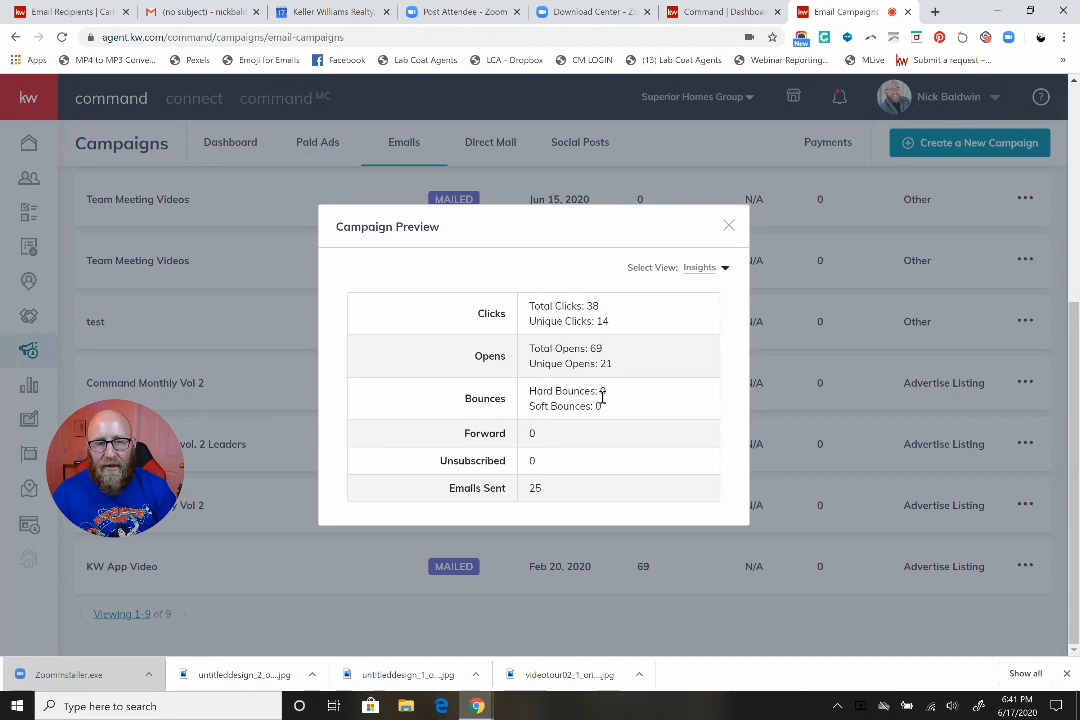 Email Recipients | Cam
(no subject) - nickbald
Keller Williams Realty,
Post Attendee - Zoom
Download Center - Zo
Command | Dashboard
Email Campaigns
agent.kw.com/command/campaigns/email-campaigns
New
Apps
MP4 to MP3 Conve...
Pexels
Emoji for Emails
Facebook
Lab Coat Agents
LCA - Dropbox
CM LOGIN
(13) Lab Coat Agents
Webinar Reporting...
MLive
kw
Submit a request –...
kw
command
connect
command MC
Superior Homes Group
Nick Baldwin
Campaigns
Dashboard
Paid Ads
Emails
Direct Mail
Social Posts
Payments
Create a New Campaign
Team Meeting Videos
MAILED
Jun 15, 2020
0
N/A
0
Other
Campaign Preview
Team Meeting Videos
N/A
0
Other
Select View: Insights
Clicks
Total Clicks: 38
Unique Clicks: 14
test
N/A
0
Other
Opens
Total Opens: 69
Unique Opens: 21
Command Monthly Vol 2
N/A
0
Advertise Listing
Bounces
Hard Bounces: 0
Soft Bounces: 0
Forward
0
vol. 2 Leaders
N/A
0
Advertise Listing
Unsubscribed
0
Emails Sent
25
Vol 2
N/A
0
Advertise Listing
KW App Video
MAILED
Feb 20, 2020
69
N/A
0
Advertise Listing
Viewing 1-9 of 9
ZoomInstaller.exe
untitleddesign_2_o....jpg
untitleddesign_1_o....jpg
videotour02_1_ori....jpg
Show all
Type here to search
6:41 PM
6/17/2020